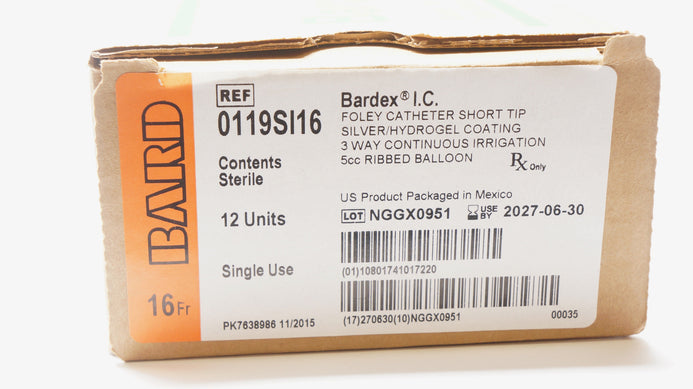 BARD
16 Fr
REF
0119SI16
Contents
Sterile
12 Units
Single Use
PK7638986 11/2015
Bardex® I.C.
FOLEY CATHETER SHORT TIP
SILVER/HYDROGEL COATING
3 WAY CONTINUOUS IRRIGATION
5cc RIBBED BALLOON
Rx Only
US Product Packaged in Mexico
LOT NGGX0951 USE BY 2027-06-30
(01)10801741017220
(17)270630(10)NGGX0951 00035